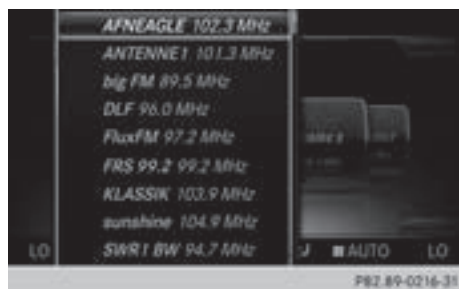 AFNEAGLE 102.3 MHz
ANTENNE1 101.3 MHz
big FM 89.5 MHz
DLF 96.0 MHz
FluxFM 97.2 MHz
FRS 99.2 99.2 MHz
KLASSIK 103.9 MHz
sunshine 104.9 MHz
SWR1 BW 94.7 MHz
LO
AUTO LO
P82.89-0216-31